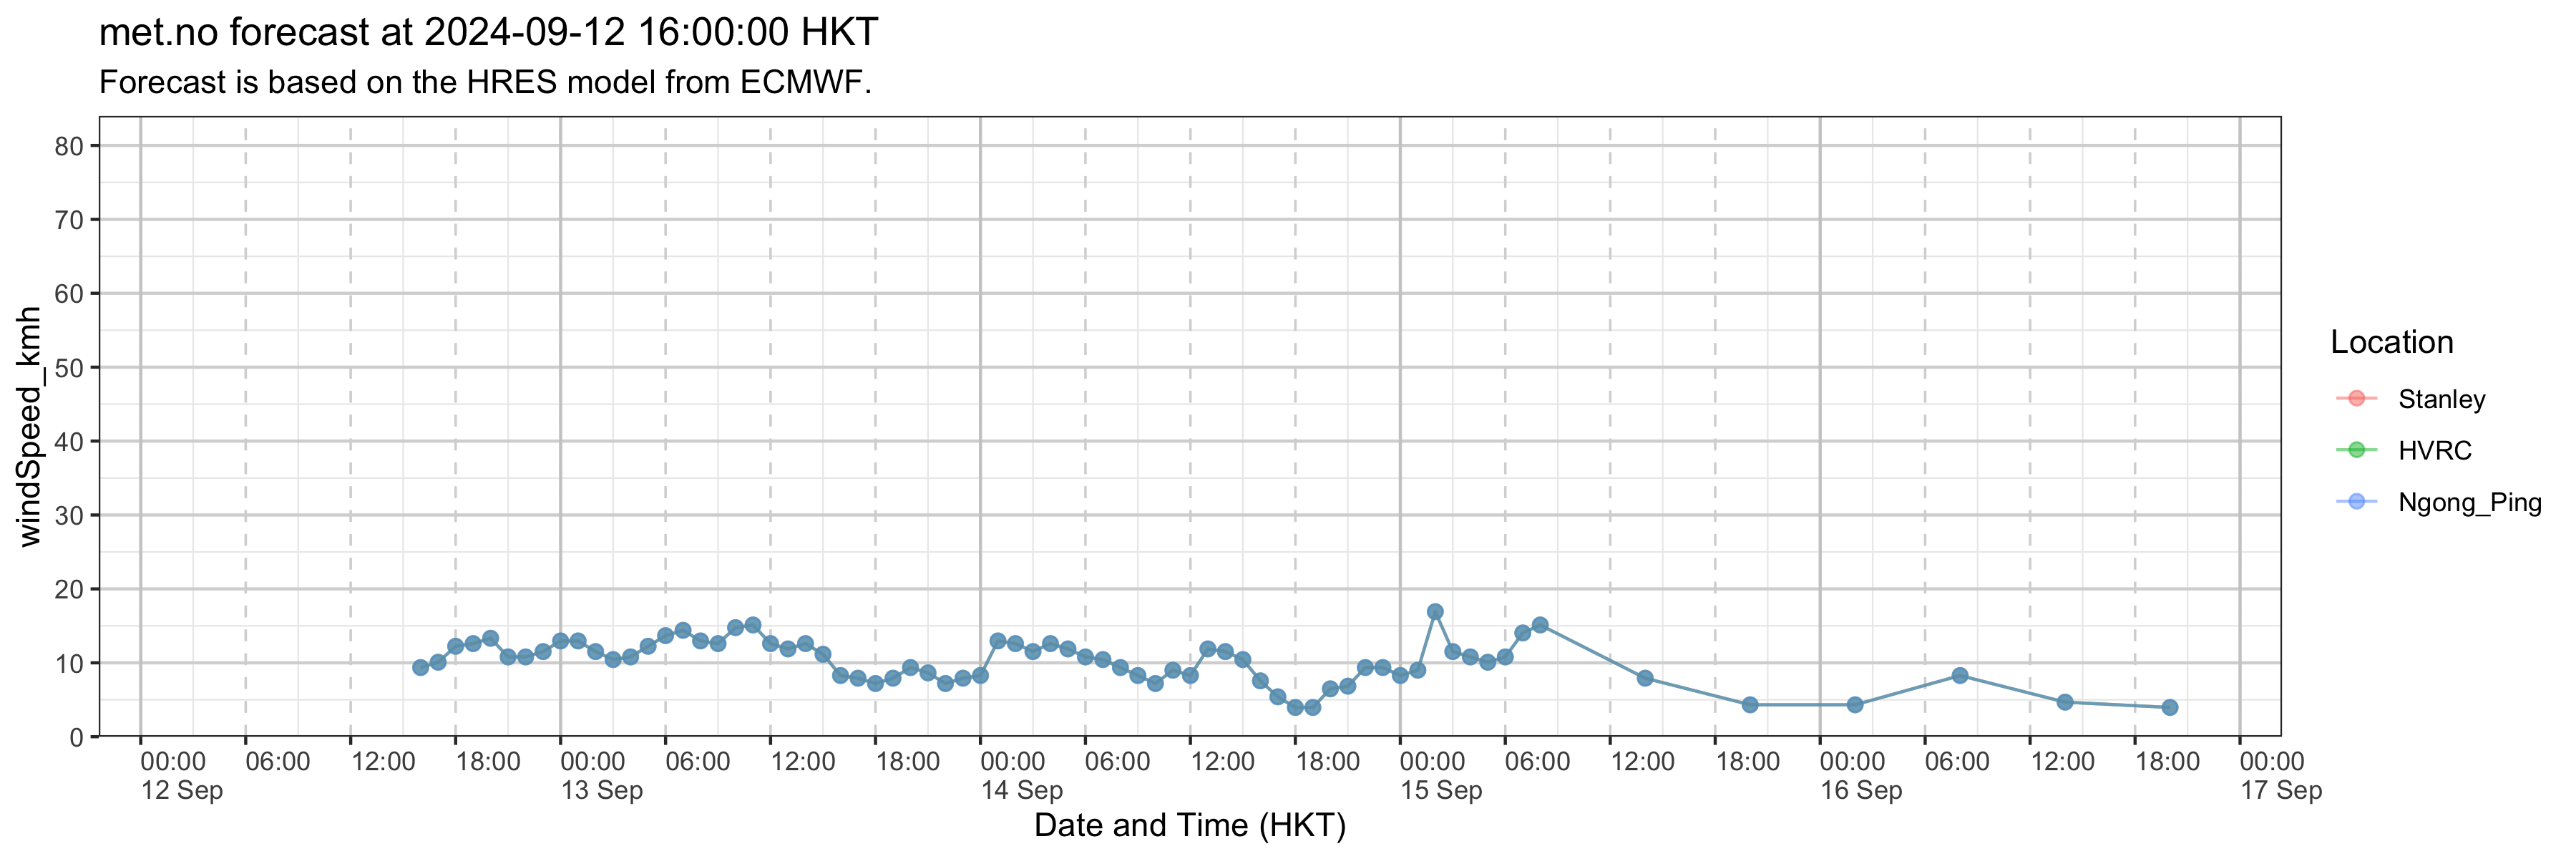 met.no forecast at 2024-09-12 16:00:00 HKT
Forecast is based on the HRES model from ECMWF.
windSpeed_kmh
80
70
60
50
40
30
20
10
0
00:00 06:00 12:00 18:00 00:00 06:00 12:00 18:00 00:00 06:00 12:00 18:00 00:00 06:00 12:00 18:00 00:00 06:00 12:00 18:00 00:00
12 Sep 13 Sep 14 Sep 15 Sep 16 Sep 17 Sep
Date and Time (HKT)
Location
Stanley
HVRC
Ngong_Ping